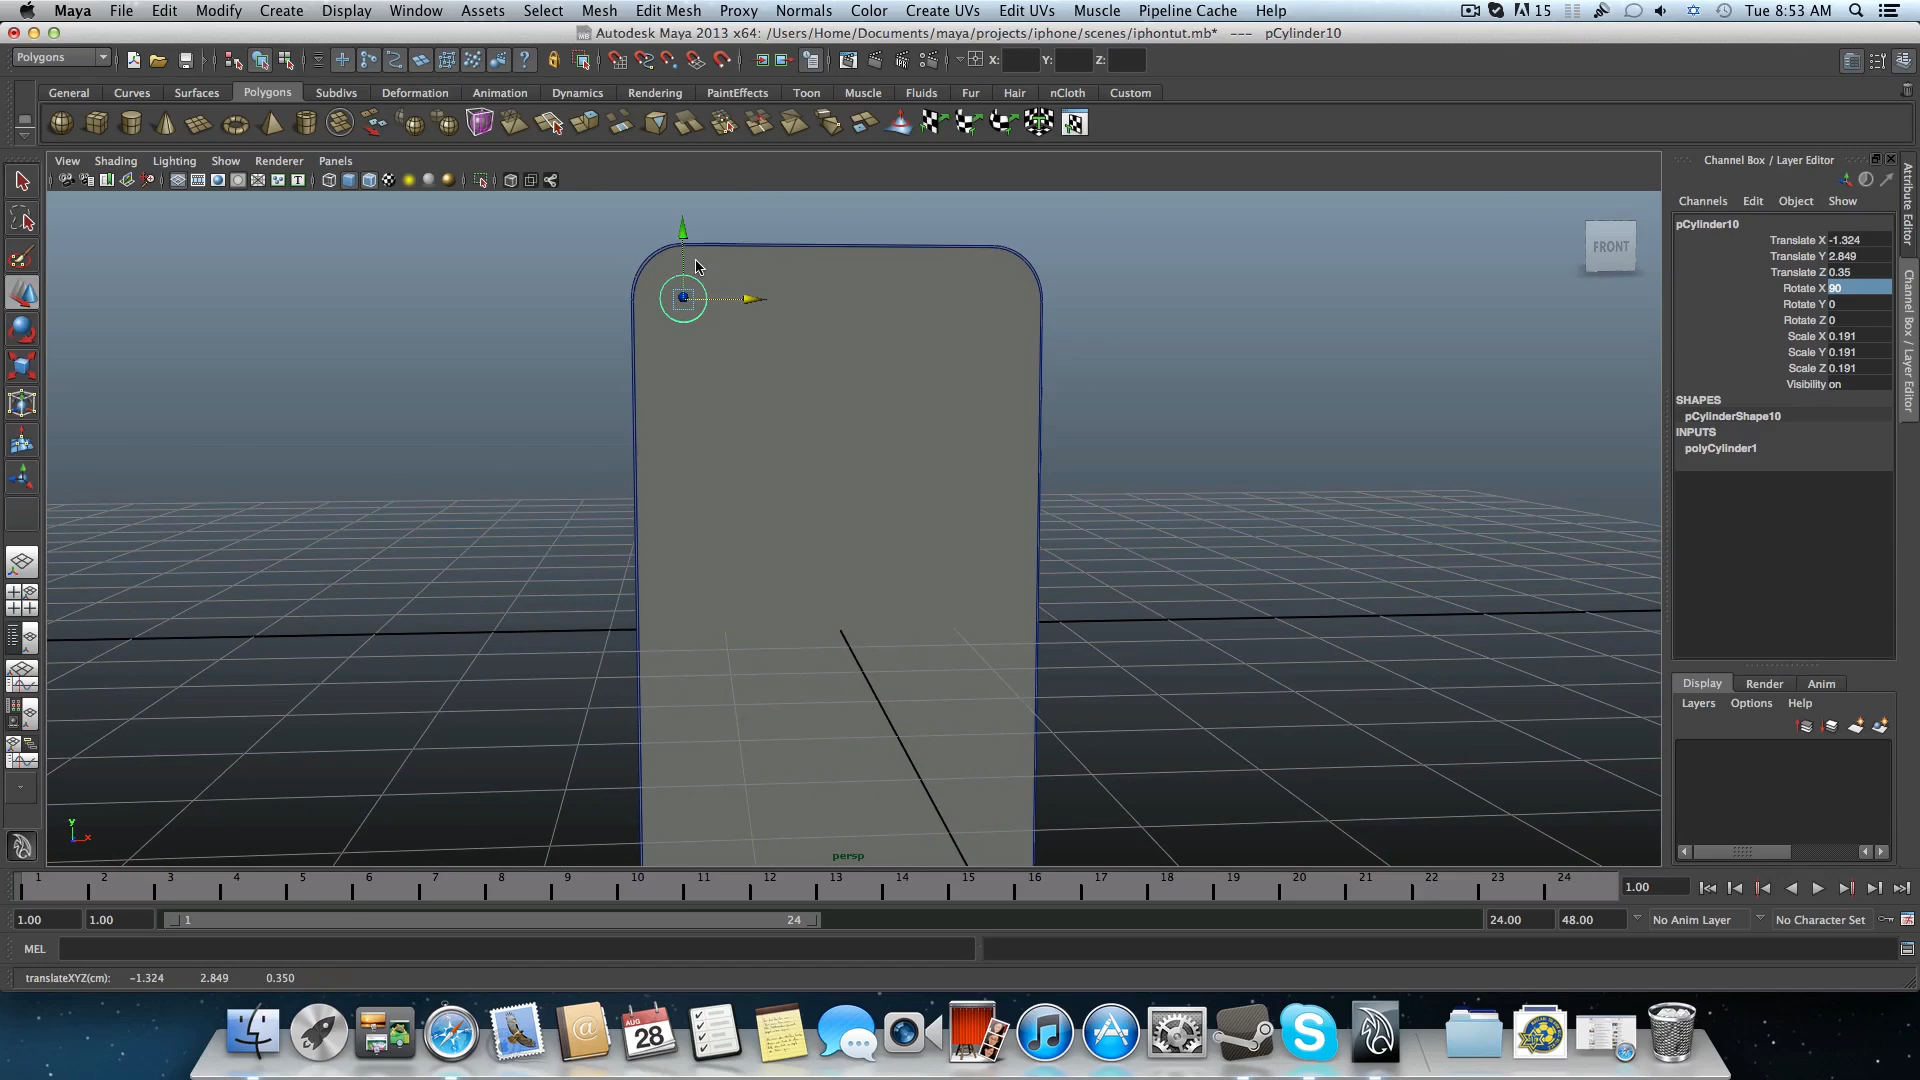 Maya File Edit Modify Create Display Window Assets Select Mesh Edit Mesh Proxy Normals Color Create UVs Edit UVs Muscle Pipeline Cache Help 15 Tue 8:53 AM
Autodesk Maya 2013 x64: /Users/Home/Documents/maya/projects/iphone/scenes/iphontut.mb* --- pCylinder10
Polygons X: Y: Z:
General Curves Surfaces Polygons Subdivs Deformation Animation Dynamics Rendering PaintEffects Toon Muscle Fluids Fur Hair nCloth Custom
View Shading Lighting Show Renderer Panels
Channel Box / Layer Editor
Channels Edit Object Show
pCylinder10
Translate X -1.324
Translate Y 2.849
Translate Z 0.35
Rotate X 90
Rotate Y 0
Rotate Z 0
Scale X 0.191
Scale Y 0.191
Scale Z 0.191
Visibility on
SHAPES
pCylinderShape10
INPUTS
polyCylinder1
Attribute Editor
Channel Box / Layer Editor
FRONT
Display Render Anim
Layers Options Help
y
x
persp
1 2 3 4 5 6 7 8 9 10 11 12 13 14 15 16 17 18 19 20 21 22 23 24 1.00
1.00 1.00 1 24 24.00 48.00 No Anim Layer No Character Set
MEL
translateXYZ(cm): -1.324 2.849 0.350
AUG
28